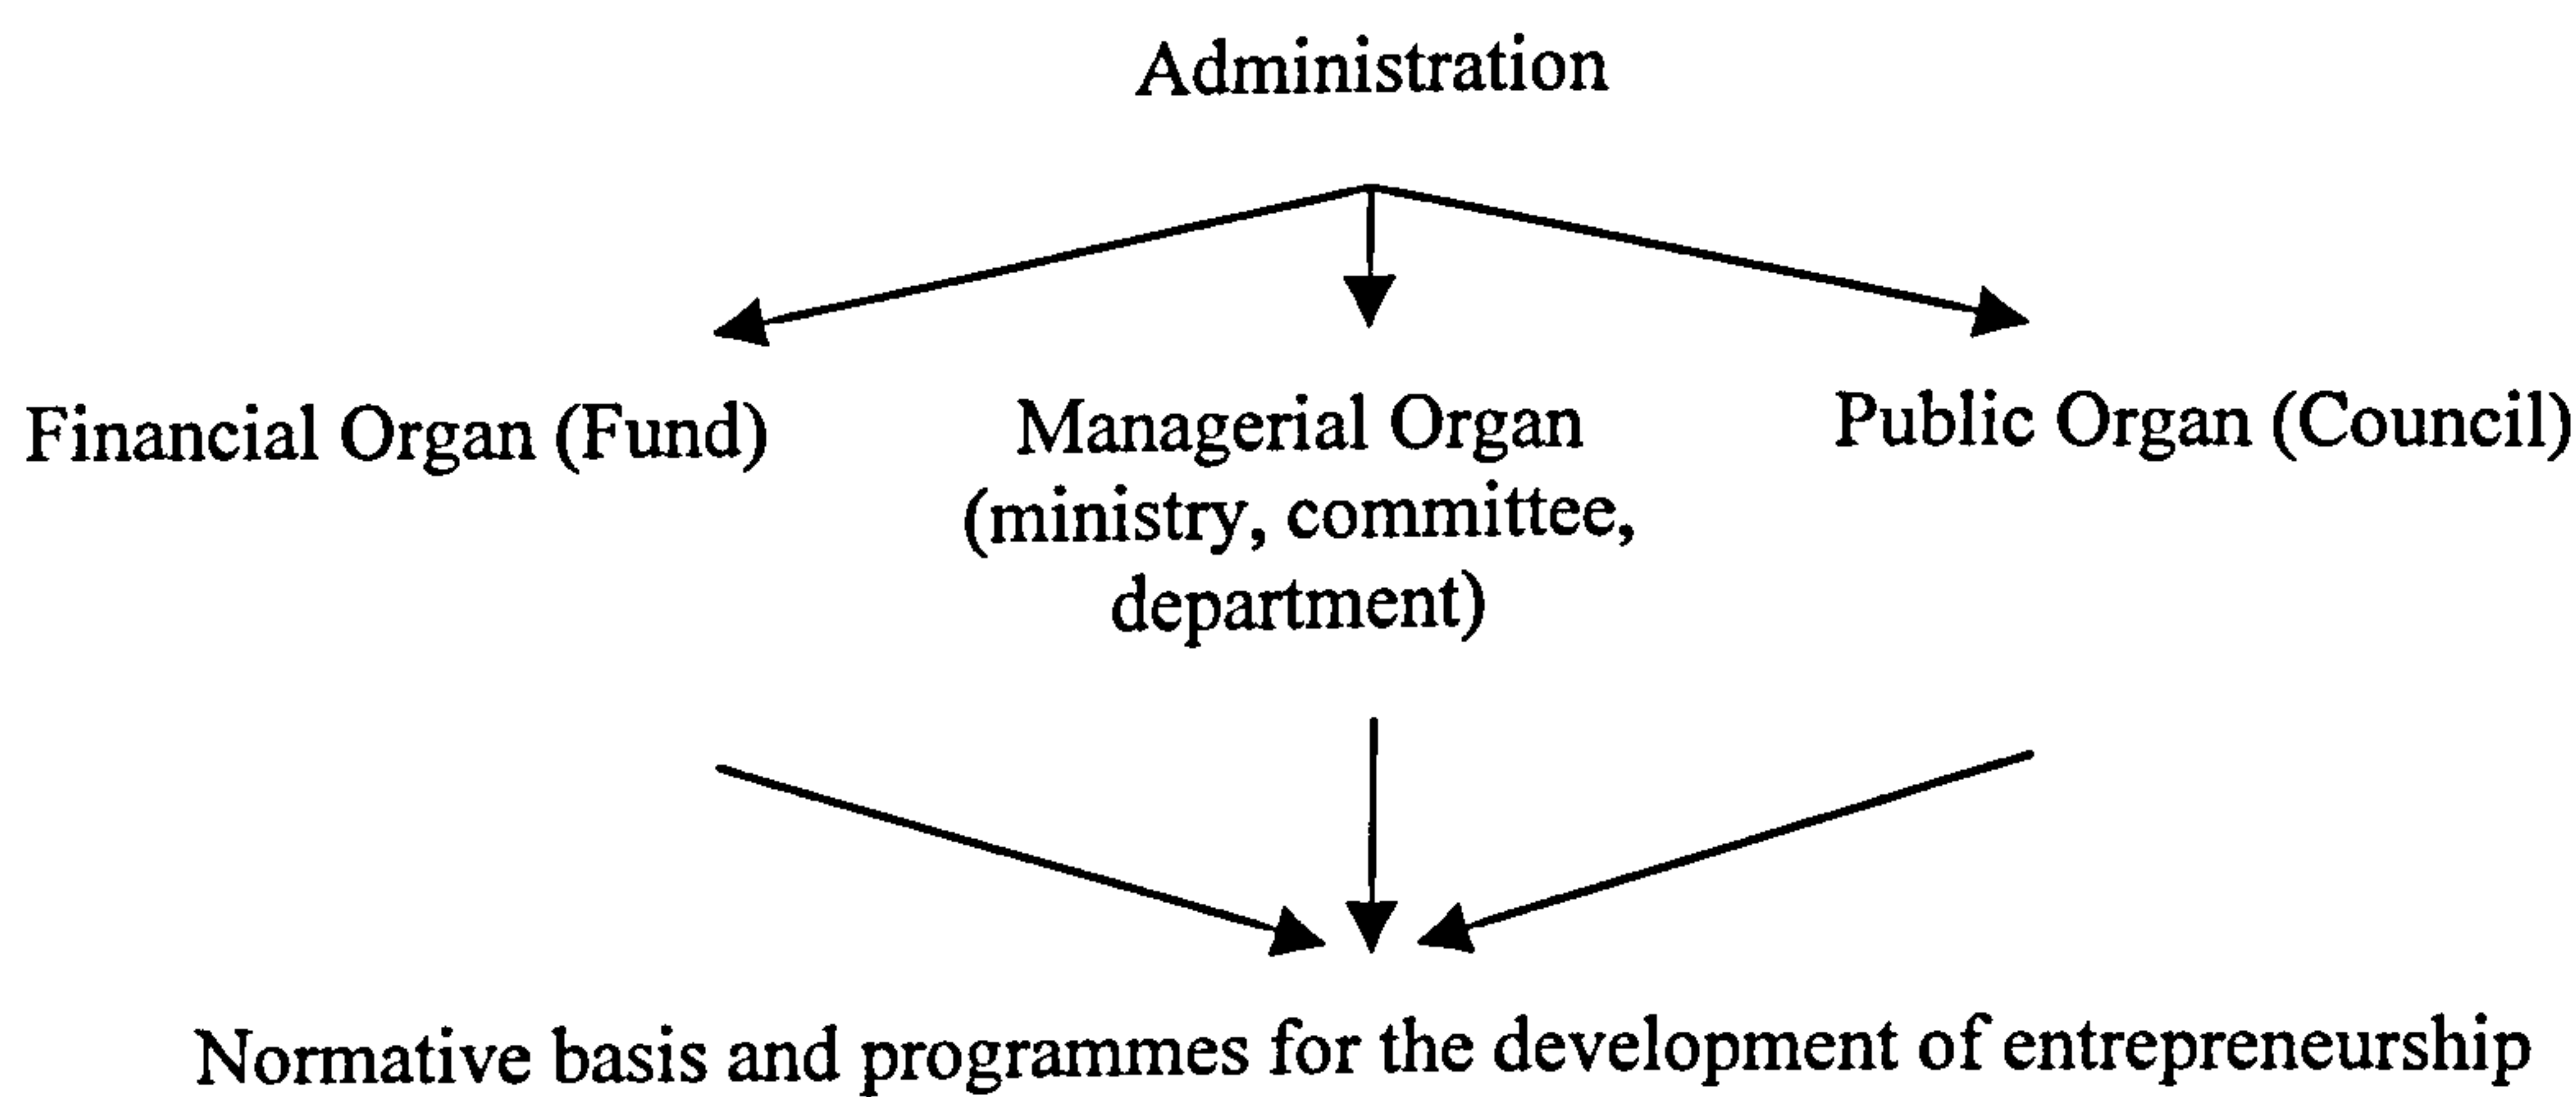 Administration
Financial Organ (Fund)
Managerial Organ
(ministry, committee,
department)
Public Organ (Council)
Normative basis and programmes for the development of entrepreneurship